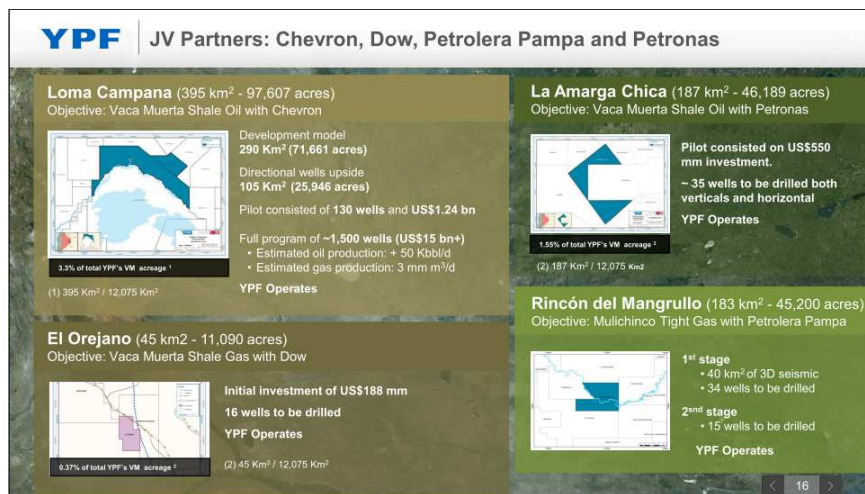 YPF
JV Partners: Chevron, Dow, Petrolera Pampa and Petronas
Loma Campana (395 km² - 97,607 acres)
Objective: Vaca Muerta Shale Oil with Chevron
Development model
290 Km² (71,661 acres)
Directional wells upside
105 Km² (25,946 acres)
Pilot consisted of 130 wells and US$1.24 bn
Full program of ~1,500 wells (US$15 bn+)
• Estimated oil production: + 50 Kbbl/d
• Estimated gas production: 3 mm m³/d
YPF Operates
3.3% of total YPF's VM acreage ¹
(1) 395 Km² / 12,075 Km²
El Orejano (45 km2 - 11,090 acres)
Objective: Vaca Muerta Shale Gas with Dow
Initial investment of US$188 mm
16 wells to be drilled
YPF Operates
0.37% of total YPF's VM acreage ²
(2) 45 Km² / 12,075 Km²
La Amarga Chica (187 km² - 46,189 acres)
Objective: Vaca Muerta Shale Oil with Petronas
Pilot consisted on US$550
mm investment.
~ 35 wells to be drilled both
verticals and horizontal
YPF Operates
1.55% of total YPF's VM acreage ²
(2) 187 Km² / 12,075 Km2
Rincón del Mangrullo (183 km² - 45,200 acres)
Objective: Mulichinco Tight Gas with Petrolera Pampa
1st stage
• 40 km² of 3D seismic
• 34 wells to be drilled
2snd stage
• 15 wells to be drilled
YPF Operates
16